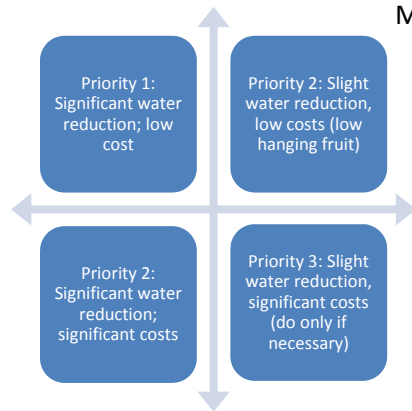 M
Priority 1:
Significant water
reduction; low
cost
Priority 2: Slight
water reduction,
low costs (low
hanging fruit)
Priority 2:
Significant water
reduction;
significant costs
Priority 3: Slight
water reduction,
significant costs
(do only if
necessary)